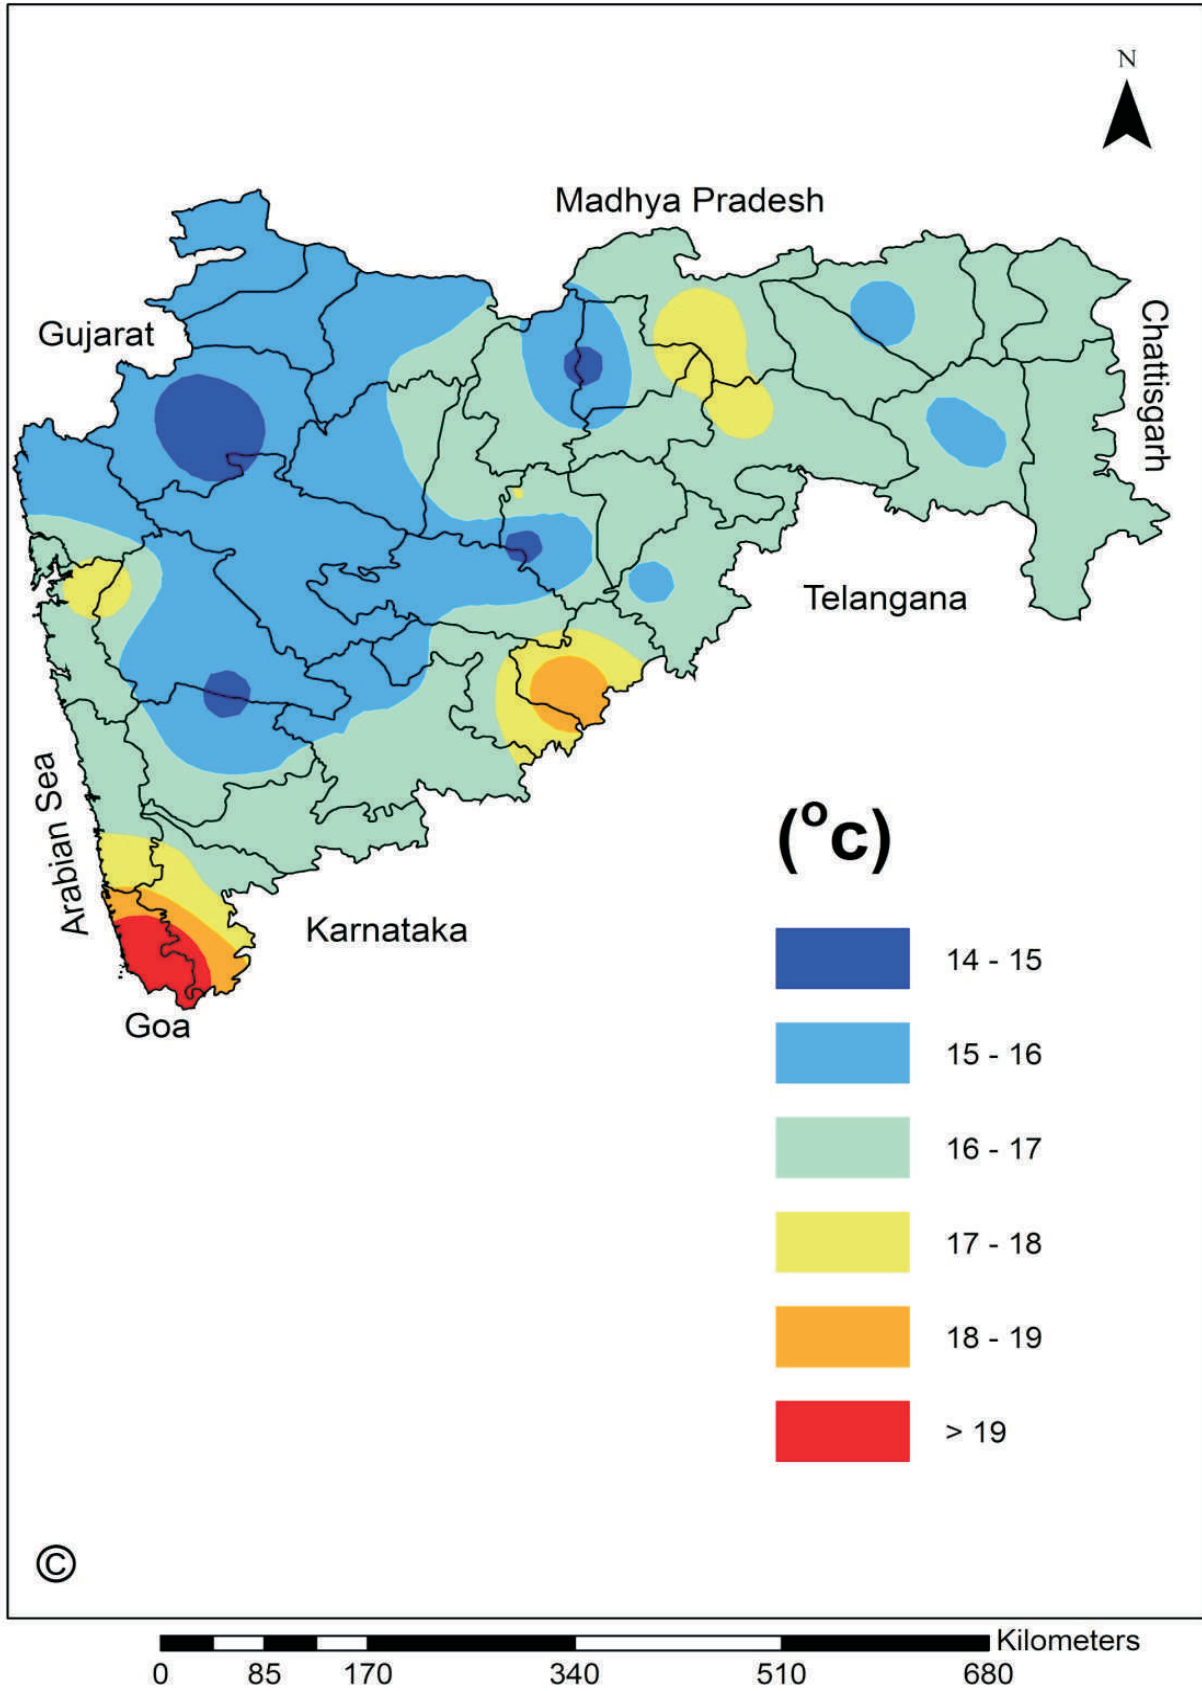 N
Madhya Pradesh
Gujarat
Chattisgarh
Telangana
Arabian Sea
(°c)
Karnataka
14 - 15
Goa
15 - 16
16 - 17
17 - 18
18 - 19
> 19
©
Kilometers
0 85 170 340 510 680